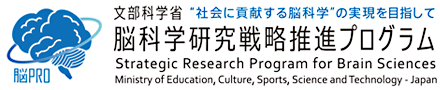 文部科学省 “社会に貢献する脳科学”の実現を目指して
脳科学研究戦略推進プログラム
Strategic Research Program for Brain Sciences
Ministry of Education, Culture, Sports, Science and Technology - Japan
脳PRO